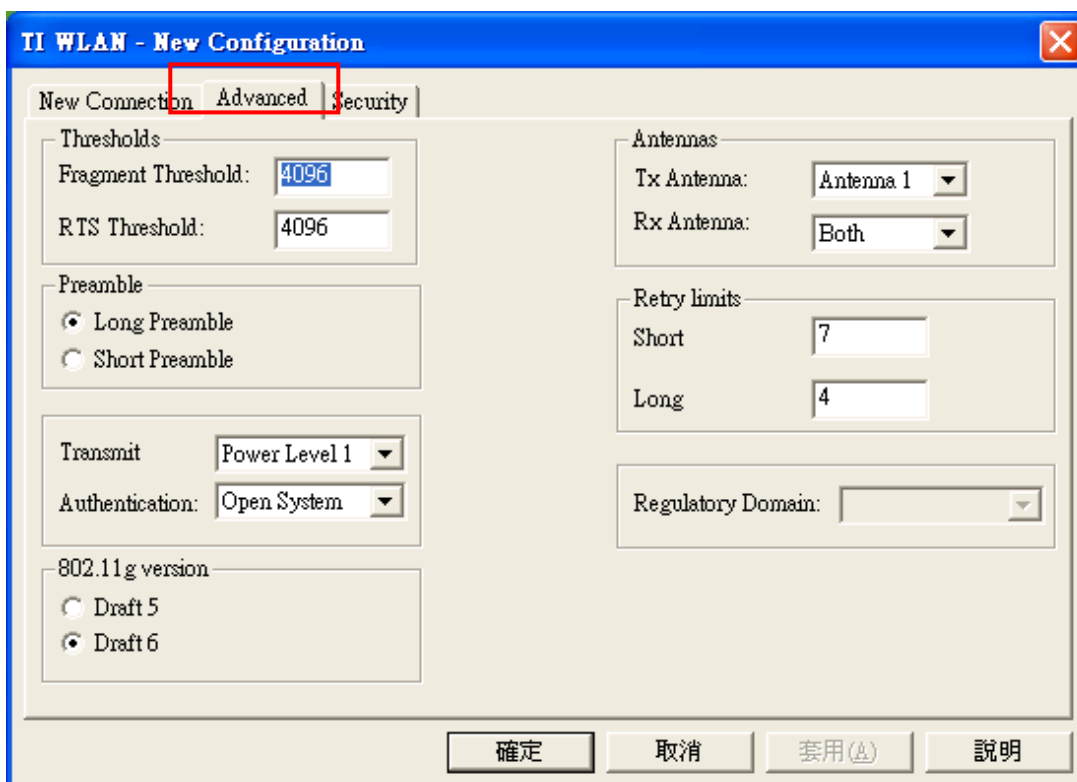 TI WLAN - New Configuration
New Connection
Advanced
Security
Thresholds
Fragment Threshold: 4096
RTS Threshold: 4096
Preamble
Long Preamble
Short Preamble
Transmit Power Level 1
Authentication: Open System
802.11g version
Draft 5
Draft 6
Antennas
Tx Antenna: Antenna 1
Rx Antenna: Both
Retry limits
Short 7
Long 4
Regulatory Domain:
確定
取消
套用(A)
說明